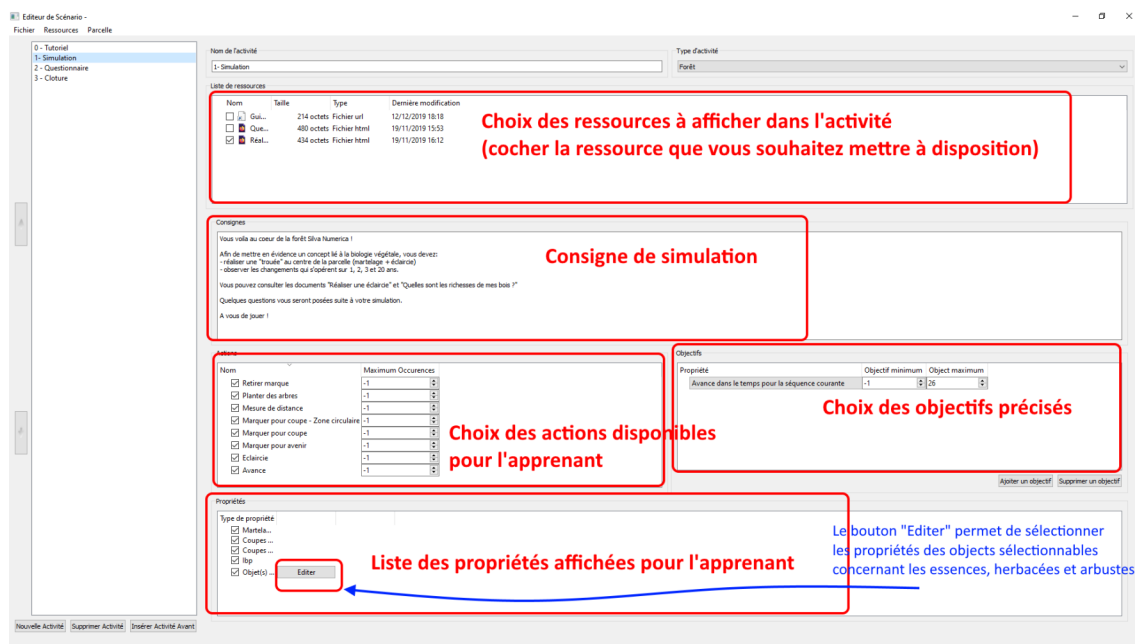 Editeur de Scénario -
Fichier Ressources Parcelle
0 - Tutoriel
1- Simulation
2 - Questionnaire
3 - Cloture
Nom de l'activité
1- Simulation
Type d'activité
Forêt
Liste de ressources
Nom Taille Type Dernière modification
Gui... 214 octets Fichier url 12/12/2019 18:18
Que... 480 octets Fichier html 19/11/2019 15:53
Réal... 434 octets Fichier html 19/11/2019 16:12
Choix des ressources à afficher dans l'activité
(cocher la ressource que vous souhaitez mettre à disposition)
Consignes
Vous voila au coeur de la forêt Silva Numerica !
Afin de mettre en évidence un concept lié à la biologie végétale, vous devez:
- réaliser une "trouée" au centre de la parcelle (martelage + éclaircie)
- observer les changements qui s'opèrent sur 1, 2, 3 et 20 ans.
Vous pouvez consulter les documents "Réaliser une éclaircie" et "Quelles sont les richesses de mes bois ?"
Quelques questions vous seront posées suite à votre simulation.
A vous de jouer !
Consigne de simulation
Actions
Nom Maximum Occurences
Retirer marque -1
Planter des arbres -1
Mesure de distance -1
Marquer pour coupe - Zone circulaire -1
Marquer pour coupe -1
Marquer pour avenir -1
Eclaircie -1
Avance -1
Choix des actions disponibles
pour l'apprenant
Objectifs
Propriété Objectif minimum Object maximum
Avance dans le temps pour la séquence courante -1 26
Choix des objectifs précisés
Ajoiter un objectif Supprimer un objectif
Propriétés
Type de propriété
Martela...
Coupes ...
Coupes ...
Ibp
Objet(s) ... Editer
Liste des propriétés affichées pour l'apprenant
Le bouton "Editer" permet de sélectionner
les propriétés des objects sélectionnables
concernant les essences, herbacées et arbustes
Nouvelle Activité Supprimer Activité Insérer Activité Avant